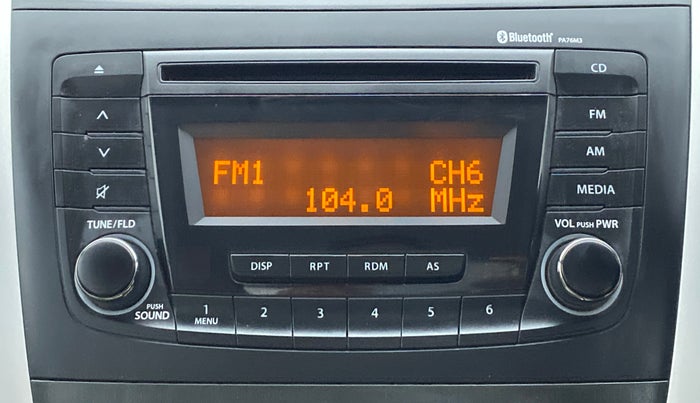 Bluetooth PA76M3
CD
FM
AM
MEDIA
FM1 CH6
104.0 MHz
TUNE/FLD
VOL PUSH PWR
DISP RPT RDM AS
PUSH
SOUND
1 2 3 4 5 6
MENU